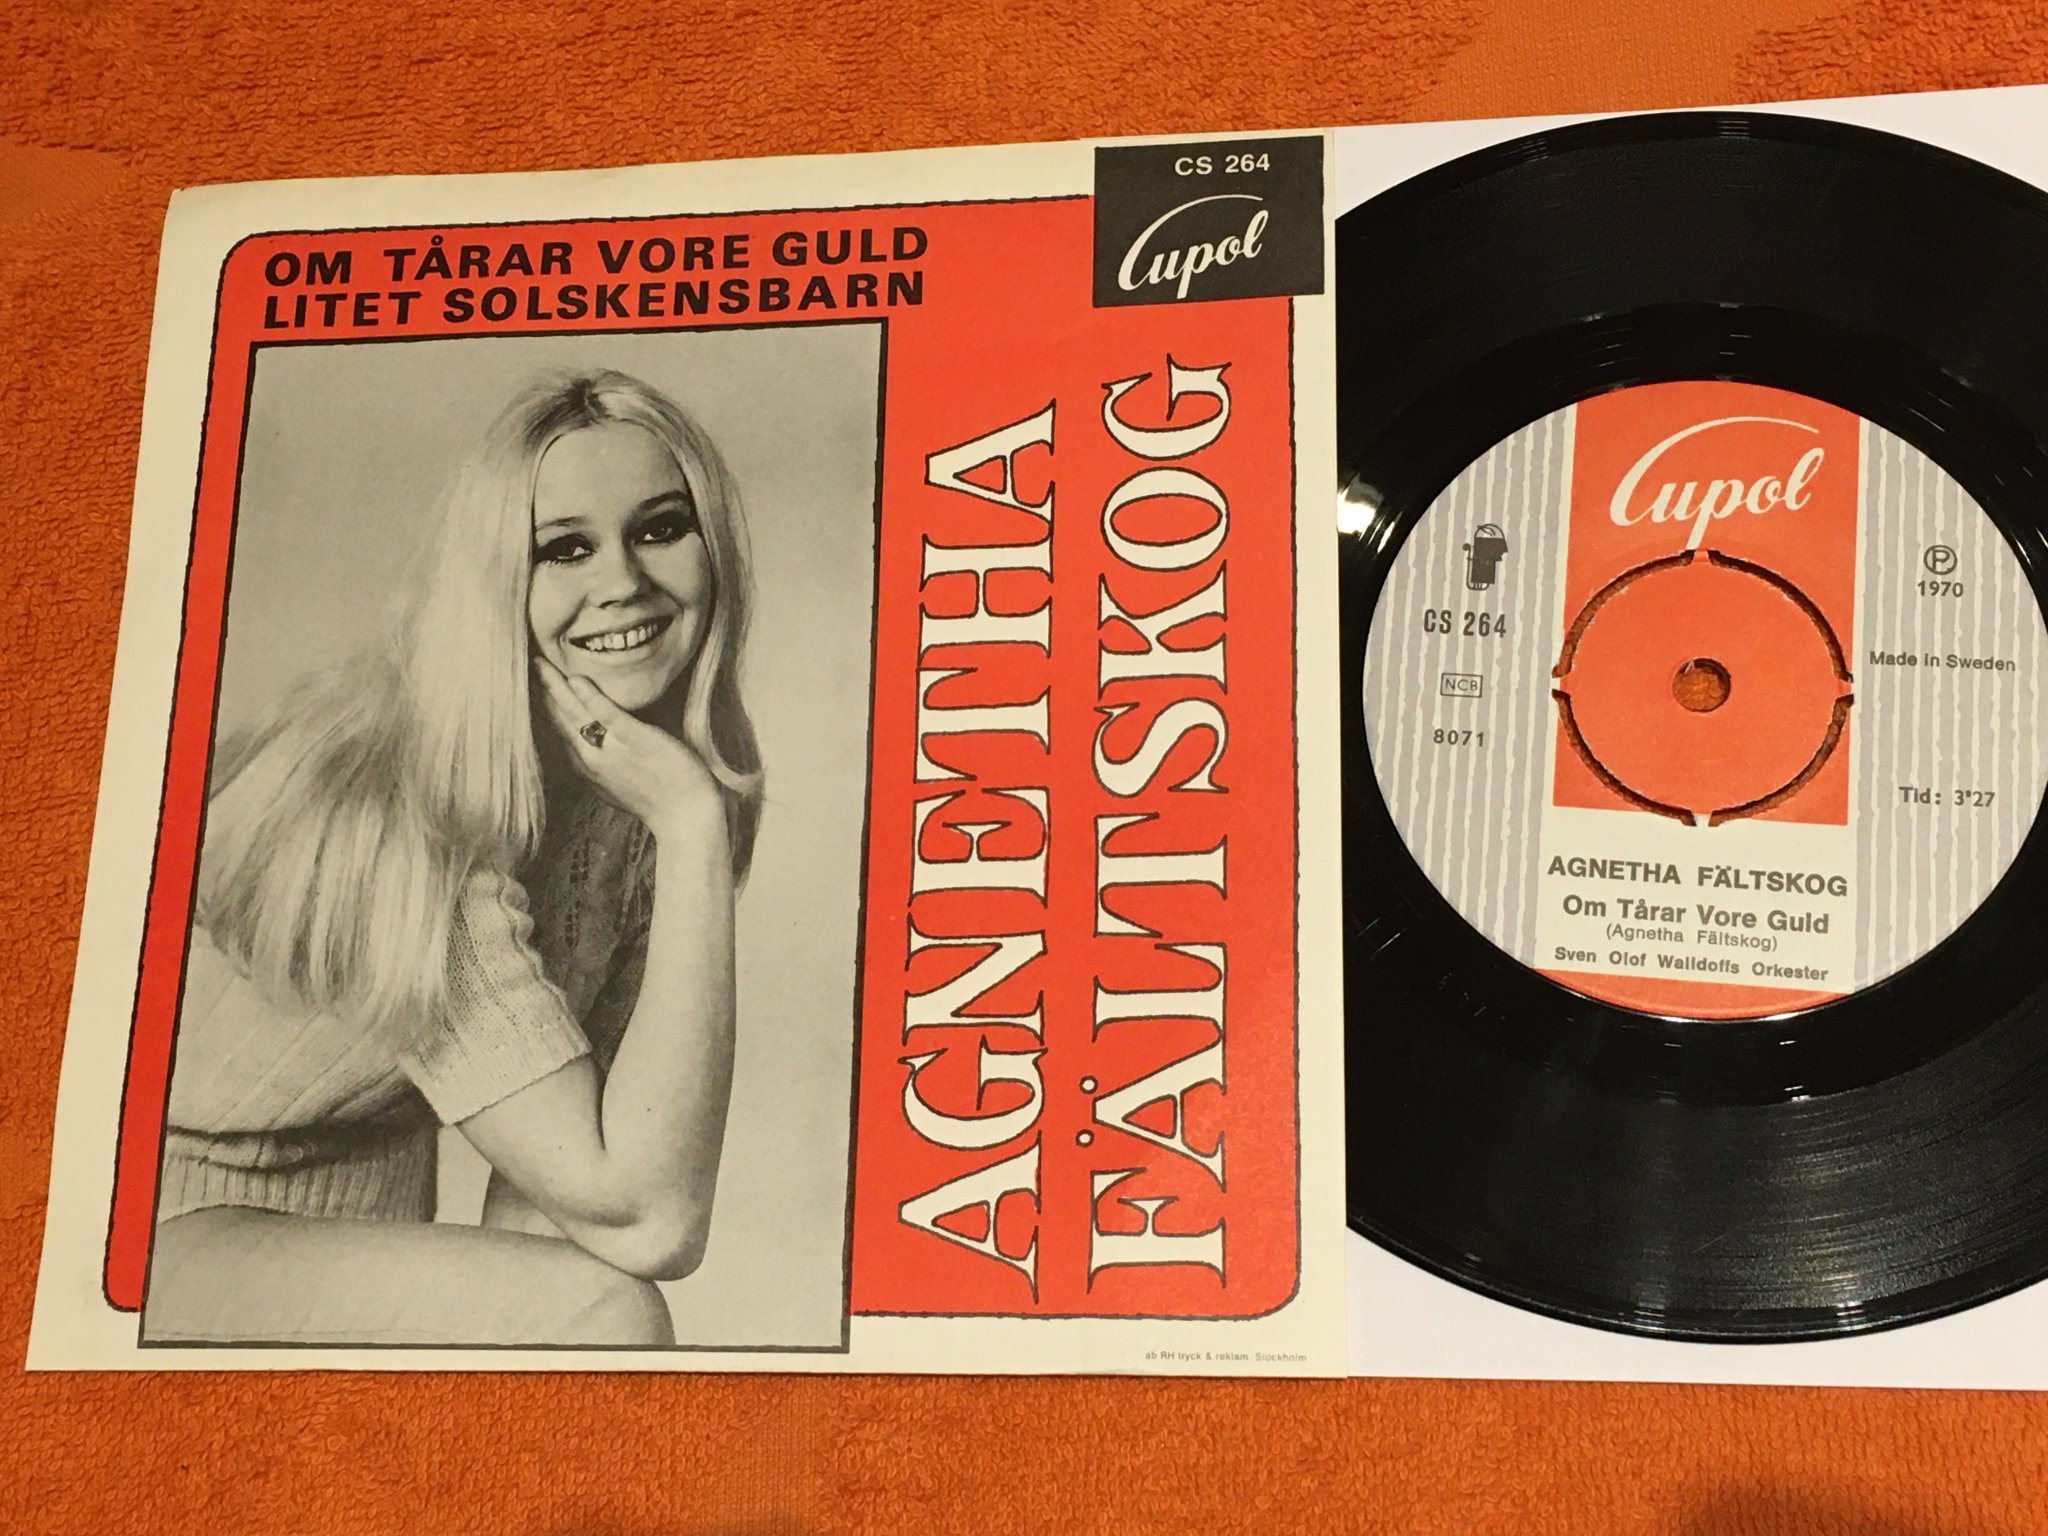 CS 264
Cupol
OM TÅRAR VORE GULD
LITET SOLSKENSBARN
AGNETHA
FÄLTSKOG
ab RH tryck & reklam. Stockholm
Cupol
CS 264
NCB
8071
P
1970
Made in Sweden
Tid: 3'27
AGNETHA FÄLTSKOG
Om Tårar Vore Guld
(Agnetha Fältskog)
Sven Olof Walldoffs Orkester